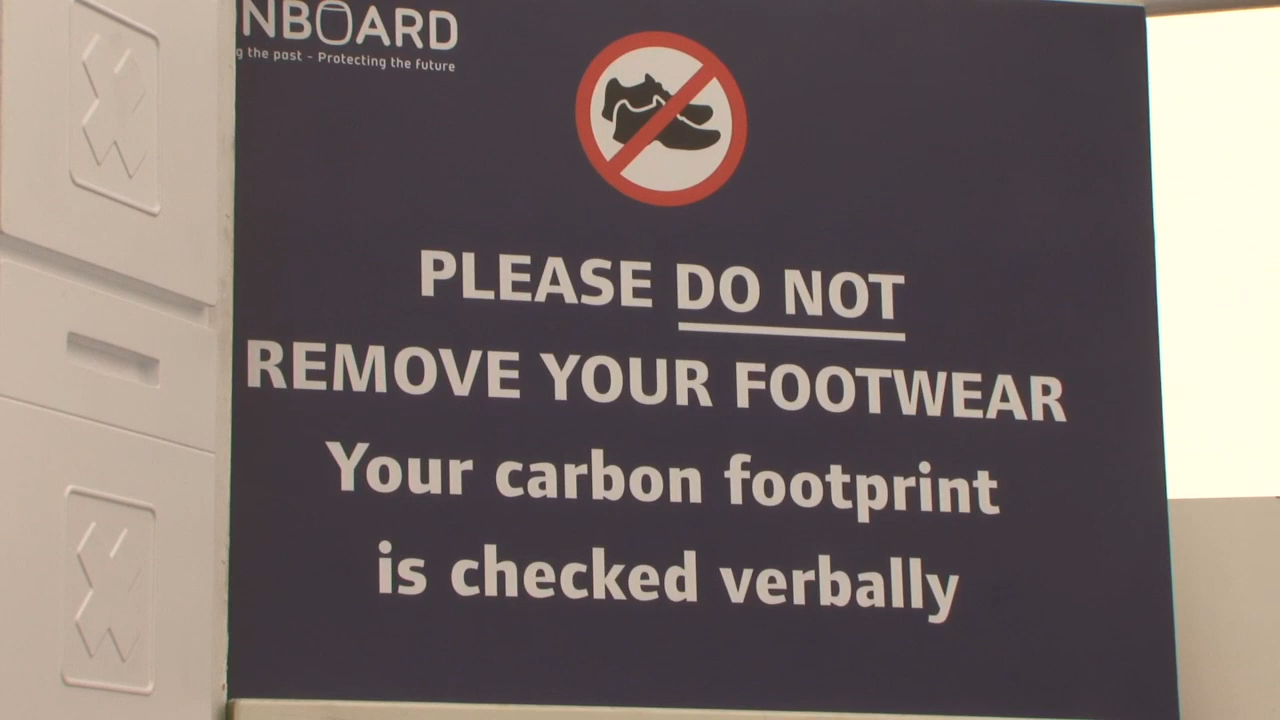 NBOARD
g the past - Protecting the future
PLEASE DO NOT
REMOVE YOUR FOOTWEAR
Your carbon footprint
is checked verbally